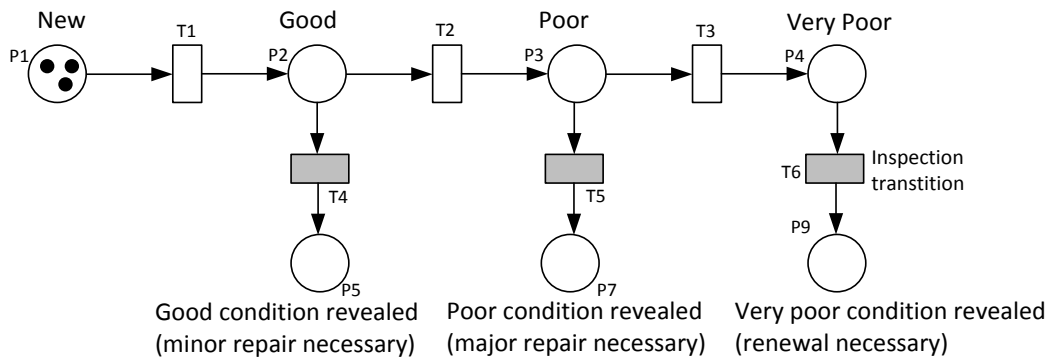 New
Good
Poor
Very Poor
P1
T1
P2
T2
P3
T3
P4
T4
T5
T6
Inspection
transtition
P5
P7
P9
Good condition revealed
(minor repair necessary)
Poor condition revealed
(major repair necessary)
Very poor condition revealed
(renewal necessary)